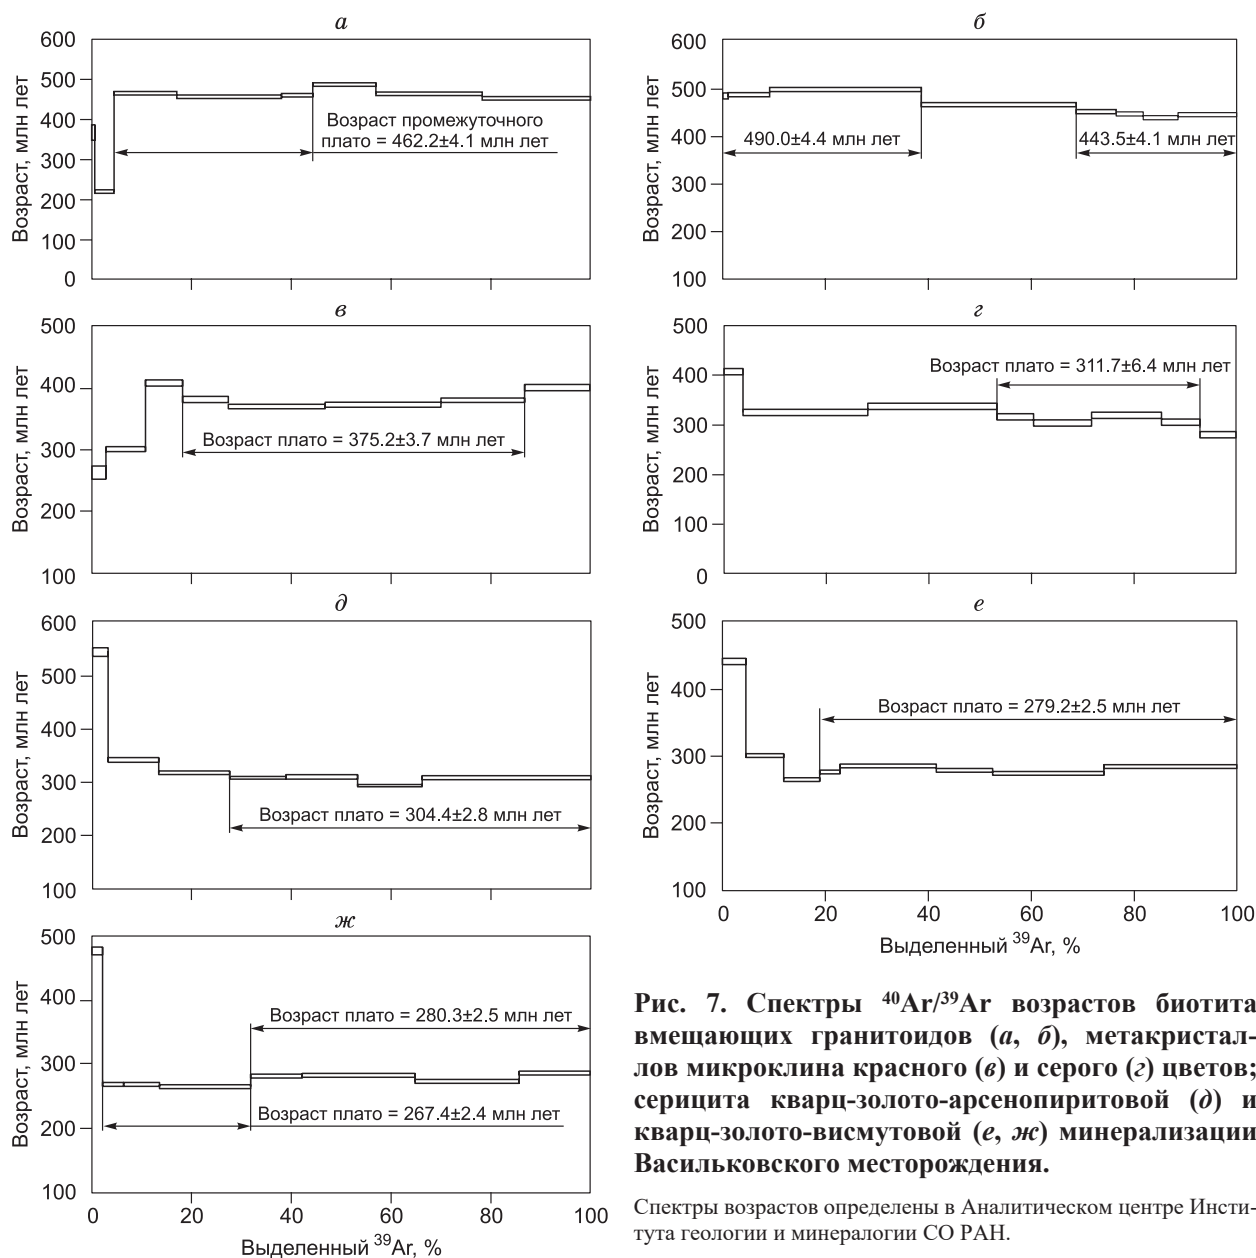 а
600
500
400
300
200
100
0
Возраст, млн лет
Возраст промежуточного
плато = 462.2±4.1 млн лет
б
600
500
400
300
200
100
Возраст, млн лет
490.0±4.4 млн лет
443.5±4.1 млн лет
в
500
400
300
200
100
Возраст, млн лет
Возраст плато = 375.2±3.7 млн лет
г
500
400
300
200
100
0
Возраст, млн лет
Возраст плато = 311.7±6.4 млн лет
д
600
500
400
300
200
100
Возраст, млн лет
Возраст плато = 304.4±2.8 млн лет
е
500
400
300
200
100
Возраст, млн лет
Возраст плато = 279.2±2.5 млн лет
0 20 40 60 80 100
Выделенный ³⁹Ar, %
ж
500
400
300
200
100
Возраст, млн лет
Возраст плато = 280.3±2.5 млн лет
Возраст плато = 267.4±2.4 млн лет
0 20 40 60 80 100
Выделенный ³⁹Ar, %
Рис. 7. Спектры ⁴⁰Ar/³⁹Ar возрастов биотита
вмещающих гранитоидов (а, б), метакристал-
лов микроклина красного (в) и серого (г) цветов;
серицита кварц-золото-арсенопиритовой (д) и
кварц-золото-висмутовой (е, ж) минерализации
Васильковского месторождения.
Спектры возрастов определены в Аналитическом центре Инсти-
тута геологии и минералогии СО РАН.